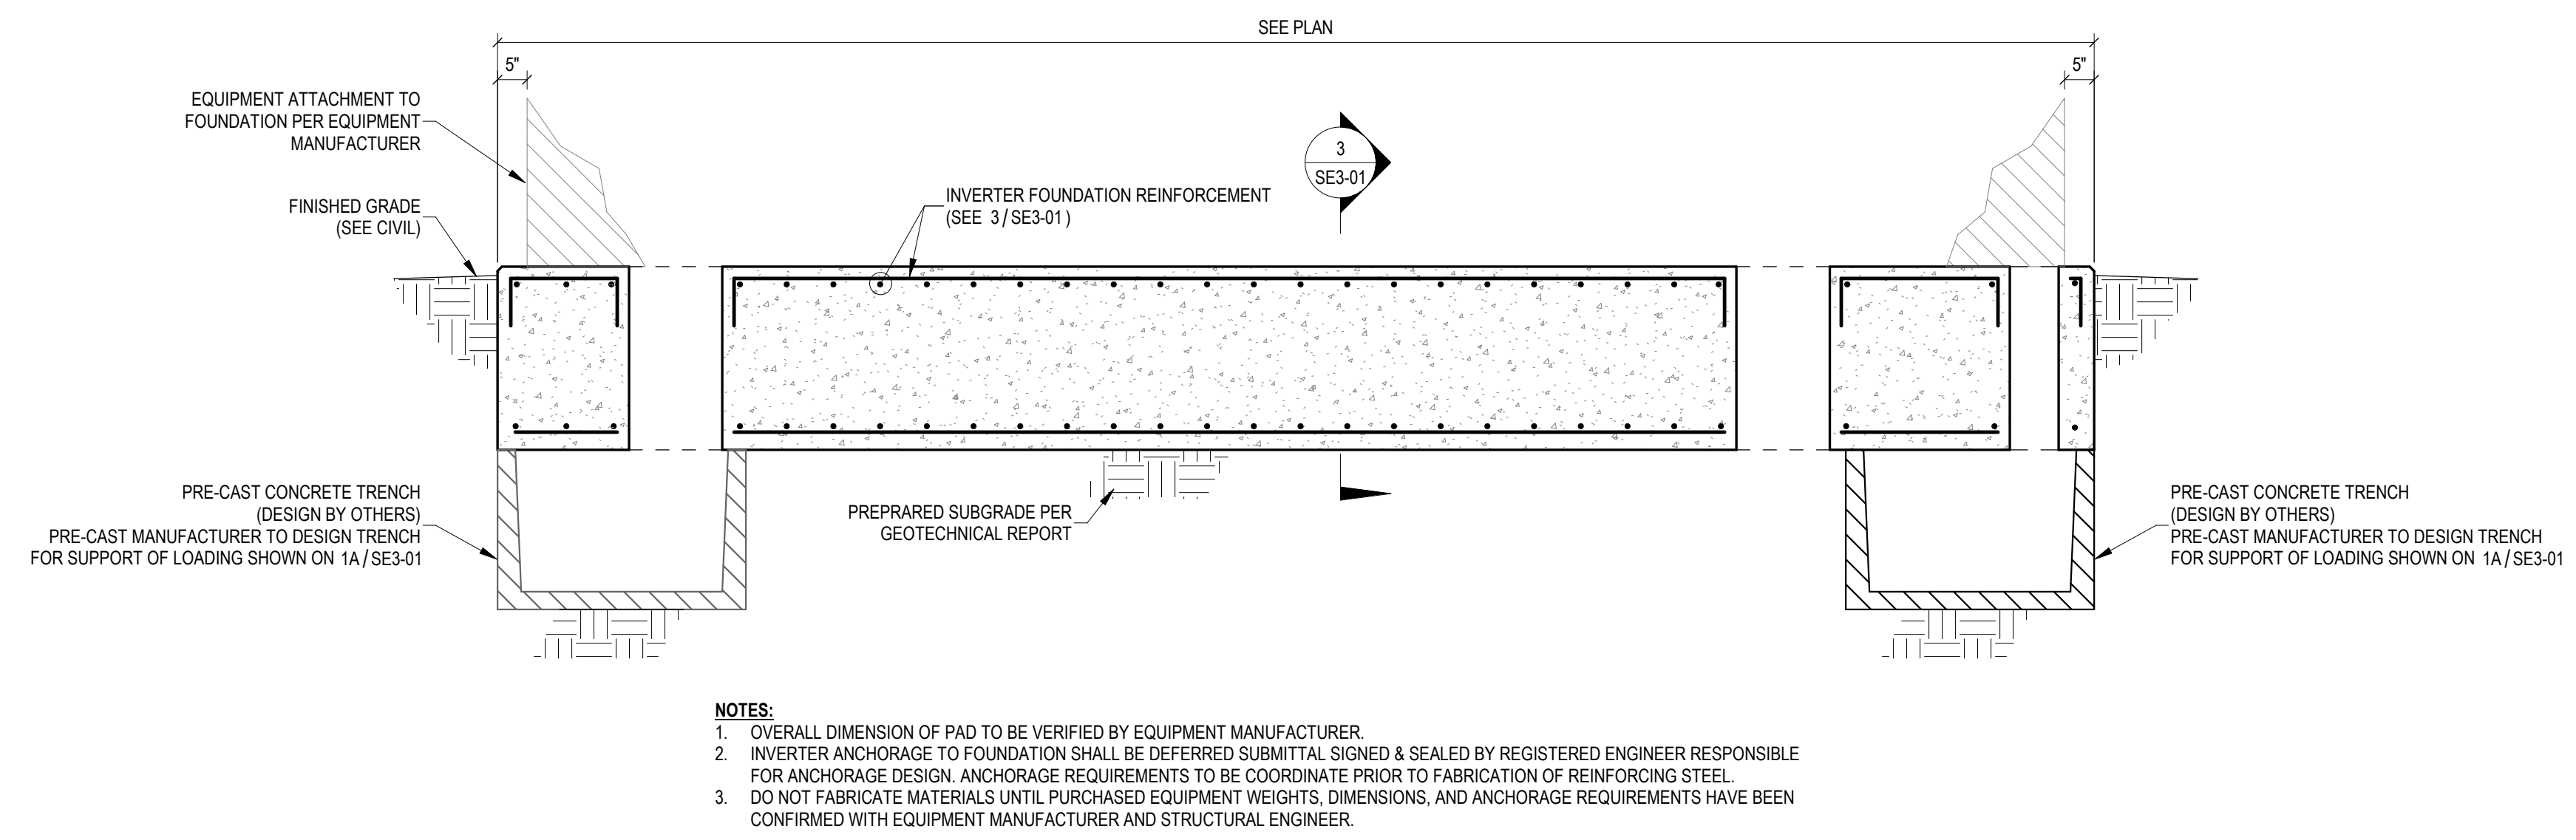 SEE PLAN
5"
5"
EQUIPMENT ATTACHMENT TO
FOUNDATION PER EQUIPMENT
MANUFACTURER
3
SE3-01
INVERTER FOUNDATION REINFORCEMENT
(SEE 3/SE3-01)
FINISHED GRADE
(SEE CIVIL)
PRE-CAST CONCRETE TRENCH
(DESIGN BY OTHERS)
PRE-CAST MANUFACTURER TO DESIGN TRENCH
FOR SUPPORT OF LOADING SHOWN ON 1A/SE3-01
PREPRARED SUBGRADE PER
GEOTECHNICAL REPORT
PRE-CAST CONCRETE TRENCH
(DESIGN BY OTHERS)
PRE-CAST MANUFACTURER TO DESIGN TRENCH
FOR SUPPORT OF LOADING SHOWN ON 1A/SE3-01
NOTES:
1. OVERALL DIMENSION OF PAD TO BE VERIFIED BY EQUIPMENT MANUFACTURER.
2. INVERTER ANCHORAGE TO FOUNDATION SHALL BE DEFERRED SUBMITTAL SIGNED & SEALED BY REGISTERED ENGINEER RESPONSIBLE
FOR ANCHORAGE DESIGN. ANCHORAGE REQUIREMENTS TO BE COORDINATE PRIOR TO FABRICATION OF REINFORCING STEEL.
3. DO NOT FABRICATE MATERIALS UNTIL PURCHASED EQUIPMENT WEIGHTS, DIMENSIONS, AND ANCHORAGE REQUIREMENTS HAVE BEEN
CONFIRMED WITH EQUIPMENT MANUFACTURER AND STRUCTURAL ENGINEER.